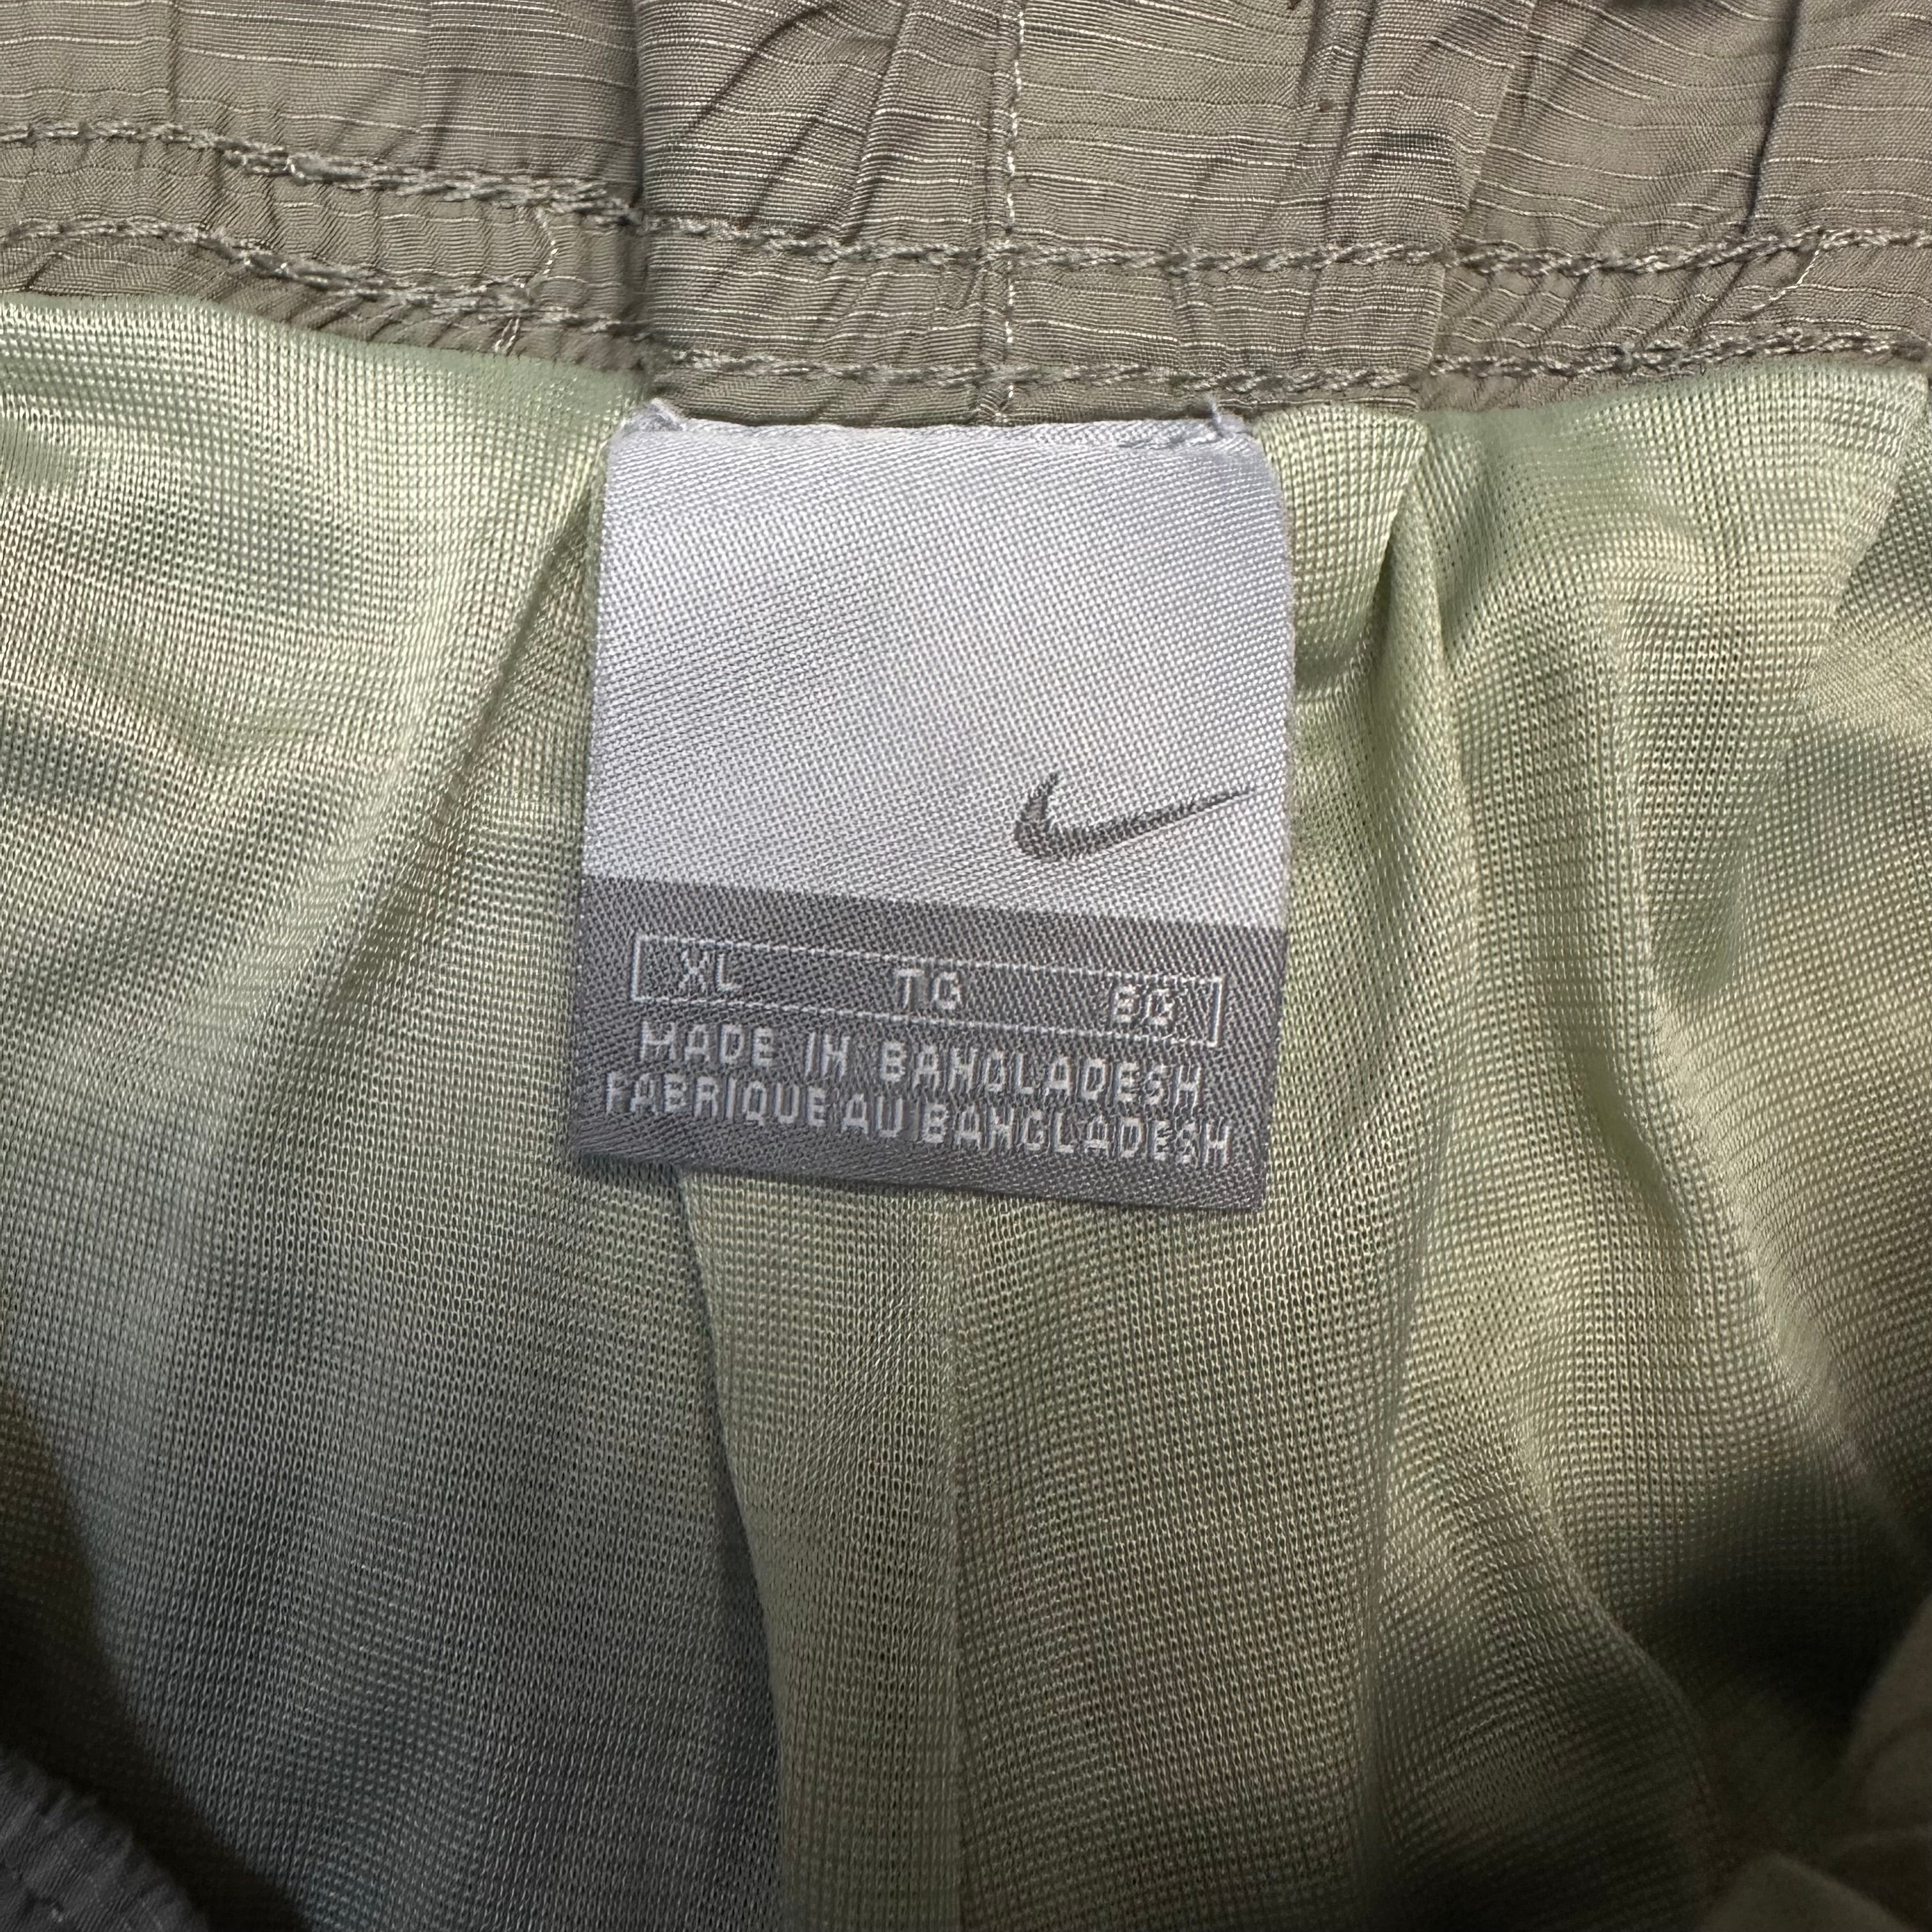 XL TG EG
MADE IN BANGLADESH
FABRIQUE AU BANGLADESH